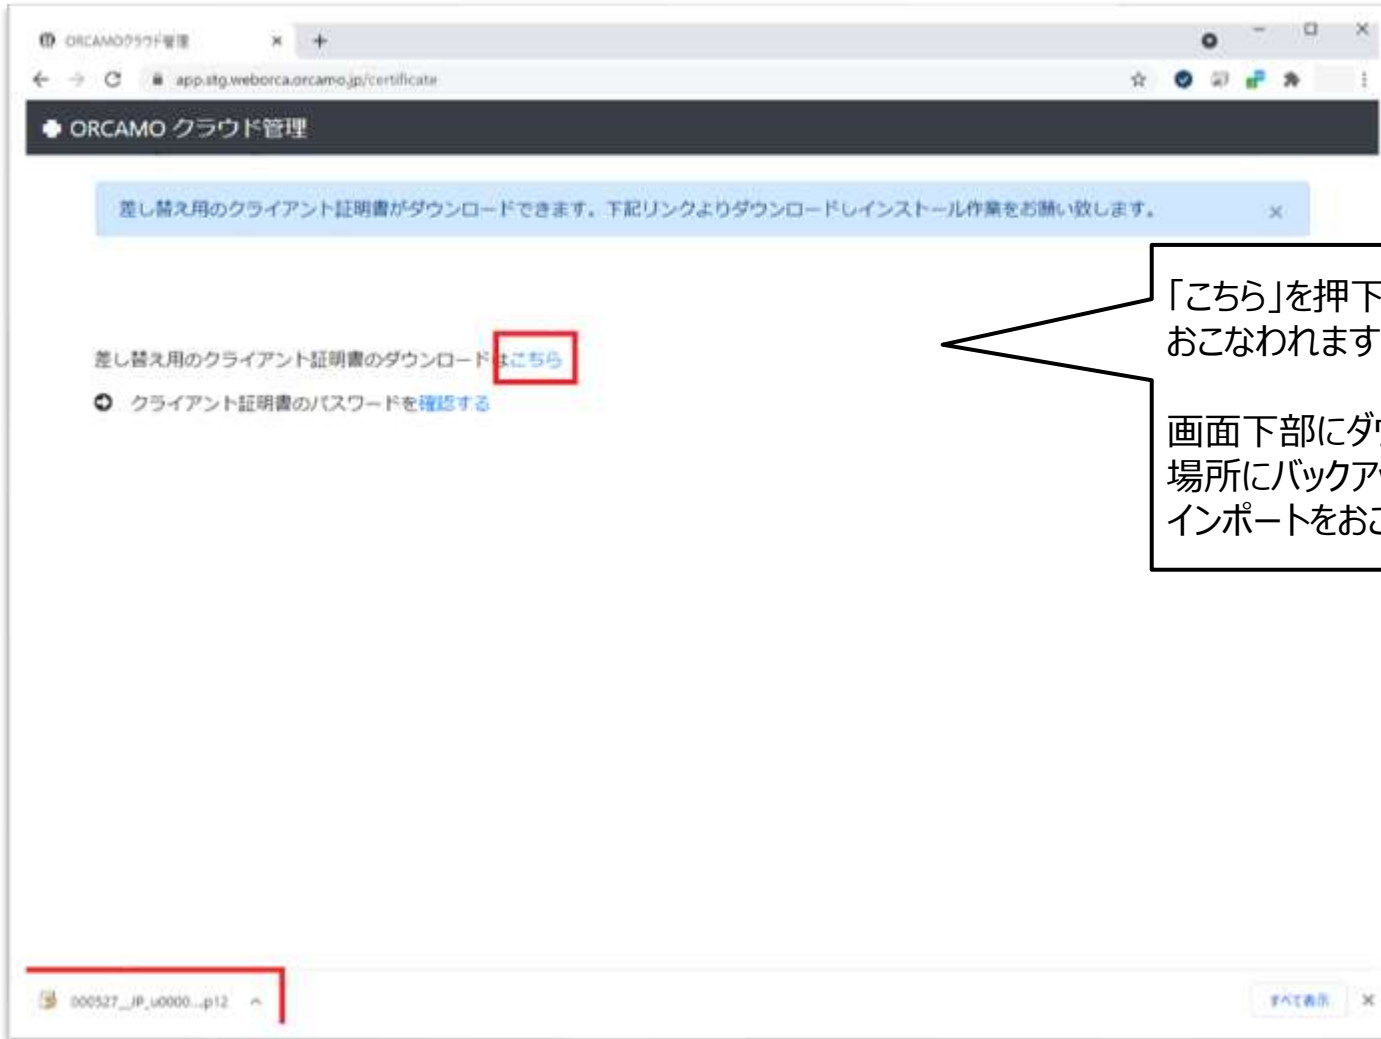 ORCAMOクラウド管理
app.stg.weborca.orcamo.jp/certificate
ORCAMO クラウド管理
差し替え用のクライアント証明書がダウンロードできます。下記リンクよりダウンロードしインストール作業をお願い致します。
「こちら」を押下
おこなわれます
差し替え用のクライアント証明書のダウンロードはこちら
クライアント証明書のパスワードを確認する
画面下部にダ
場所にバックア
インポートをおこ
000527__JP_u0000...p12
すべて表示